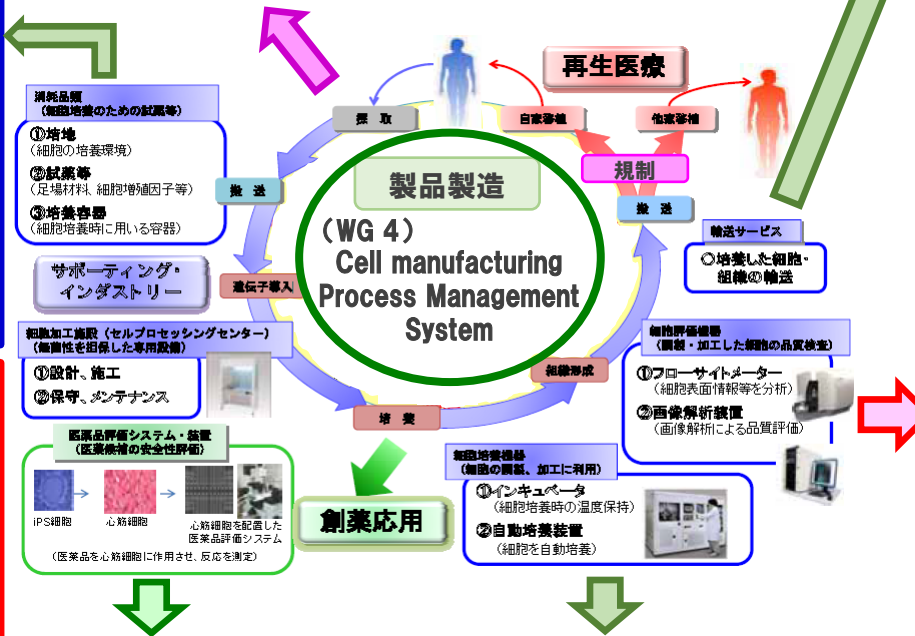 再生医療
消耗品類
(細胞培養のための試薬等)
①培地
(細胞の培養環境)
②試薬等
(足場材料、細胞増殖因子等)
③培養容器
(細胞培養時に用いる容器)
採 取
自家移植
他家移植
搬 送
製品製造
規制
搬 送
(WG 4)
Cell manufacturing
Process Management
System
輸送サービス
○培養した細胞・
組織の輸送
サポーティング・
インダストリー
遺伝子導入
細胞加工施設(セルプロセッシングセンター)
(無菌性を担保した専用設備)
①設計、施工
②保守、メンテナンス
細胞評価機器
(調製・加工した細胞の品質検査)
①フローサイトメーター
(細胞表面情報等を分析)
②画像解析装置
(画像解析による品質評価)
組織形成
培 養
医薬品評価システム・装置
(医薬候補の安全性評価)
iPS細胞
心筋細胞
心筋細胞を配置した
医薬品評価システム
(医薬品を心筋細胞に作用させ、反応を測定)
創薬応用
細胞培養機器
(細胞の調製、加工に利用)
①インキュベータ
(細胞培養時の温度保持)
②自動培養装置
(細胞を自動培養)